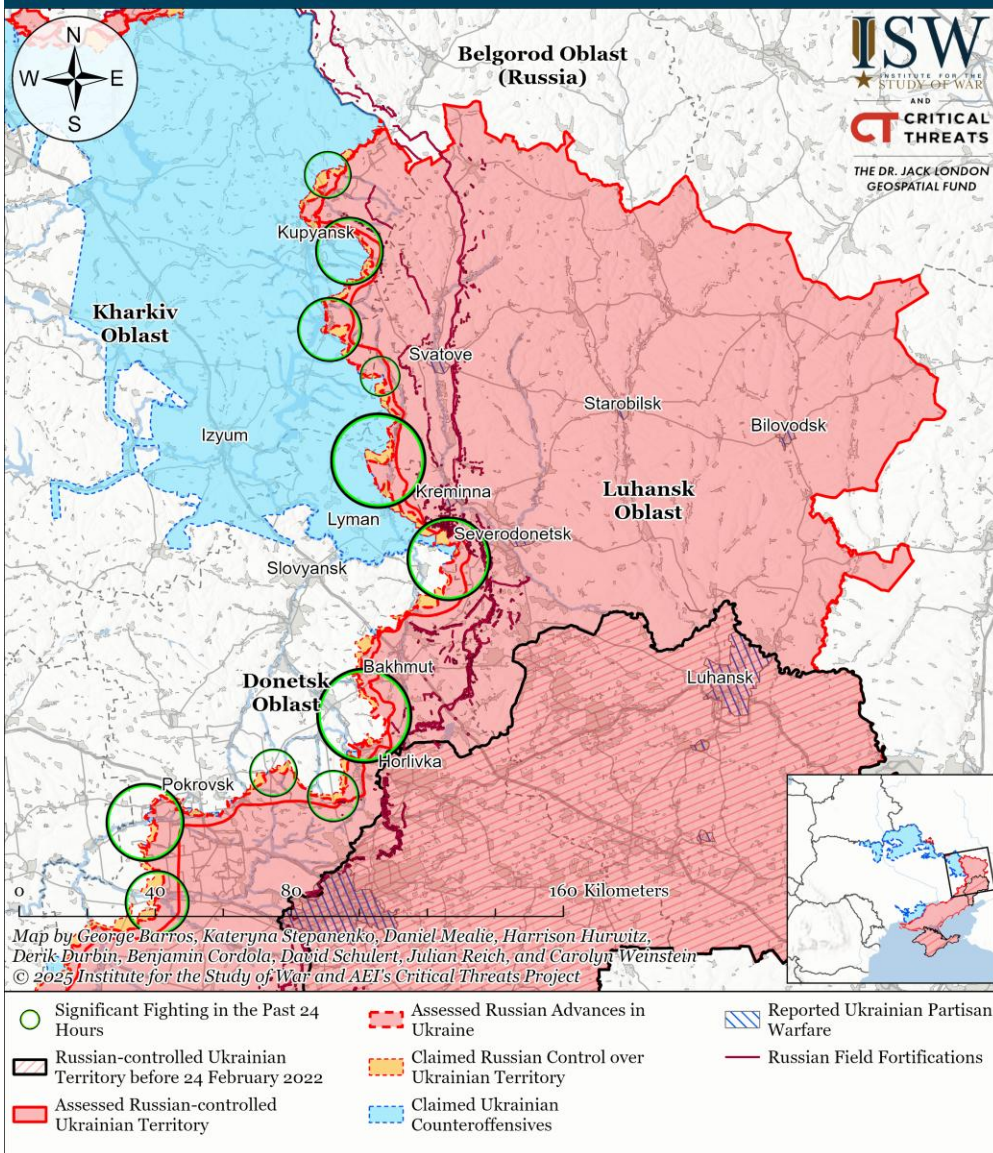 N
W E
S
Belgorod Oblast
(Russia)
ISW
INSTITUTE FOR THE
STUDY OF WAR
AND
CT CRITICAL
THREATS
THE DR. JACK LONDON
GEOSPATIAL FUND
Kupyansk
Kharkiv
Oblast
Svatove
Starobilsk
Bilovodsk
Izyum
Kreminna
Luhansk
Oblast
Lyman
Severodonetsk
Slovyansk
Bakhmut
Donetsk
Oblast
Luhansk
Horlivka
Pokrovsk
0 40 80 160 Kilometers
Map by George Barros, Kateryna Stepanenko, Daniel Mealie, Harrison Hurwitz,
Derik Durbin, Benjamin Cordola, David Schulert, Julian Reich, and Carolyn Weinstein
© 2025 Institute for the Study of War and AEI's Critical Threats Project
Significant Fighting in the Past 24
Hours
Russian-controlled Ukrainian
Territory before 24 February 2022
Assessed Russian-controlled
Ukrainian Territory
Assessed Russian Advances in
Ukraine
Claimed Russian Control over
Ukrainian Territory
Claimed Ukrainian
Counteroffensives
Reported Ukrainian Partisan
Warfare
Russian Field Fortifications